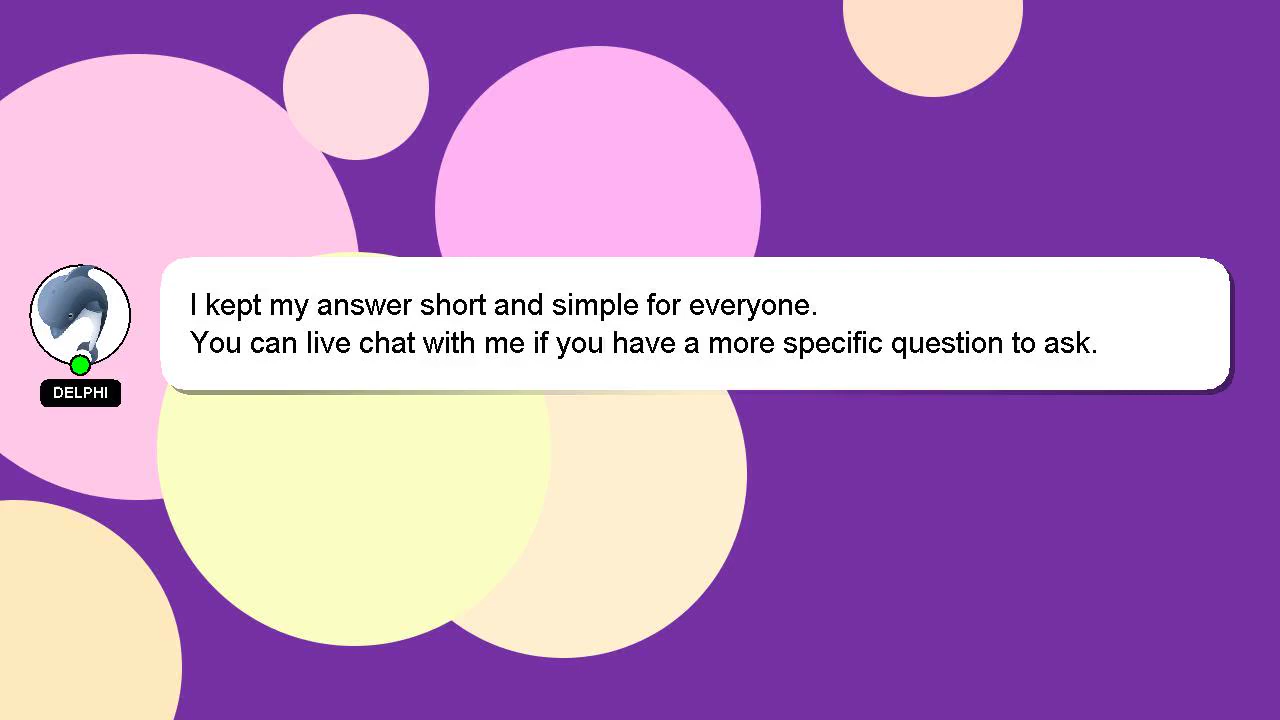 I kept my answer short and simple for everyone.
You can live chat with me if you have a more specific question to ask.
DELPHI